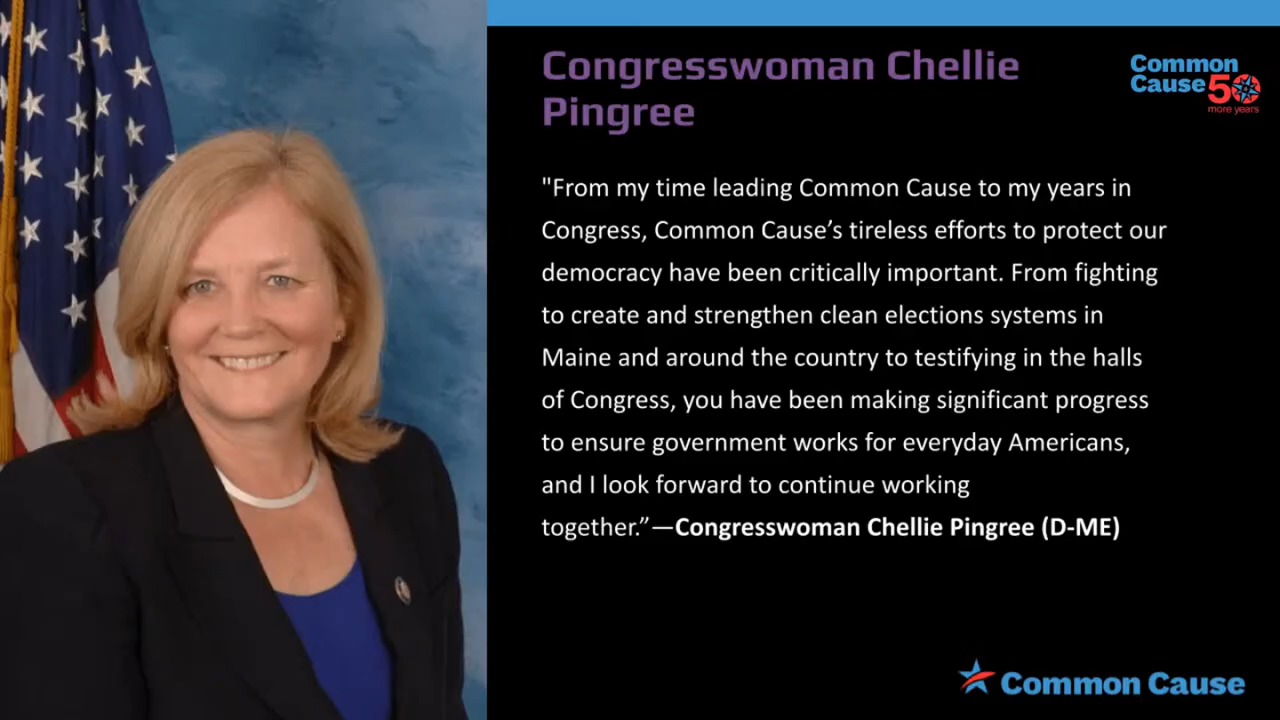 Congresswoman Chellie
Pingree
Common
Cause 50
more years
"From my time leading Common Cause to my years in
Congress, Common Cause’s tireless efforts to protect our
democracy have been critically important. From fighting
to create and strengthen clean elections systems in
Maine and around the country to testifying in the halls
of Congress, you have been making significant progress
to ensure government works for everyday Americans,
and I look forward to continue working
together.”—Congresswoman Chellie Pingree (D-ME)
Common Cause